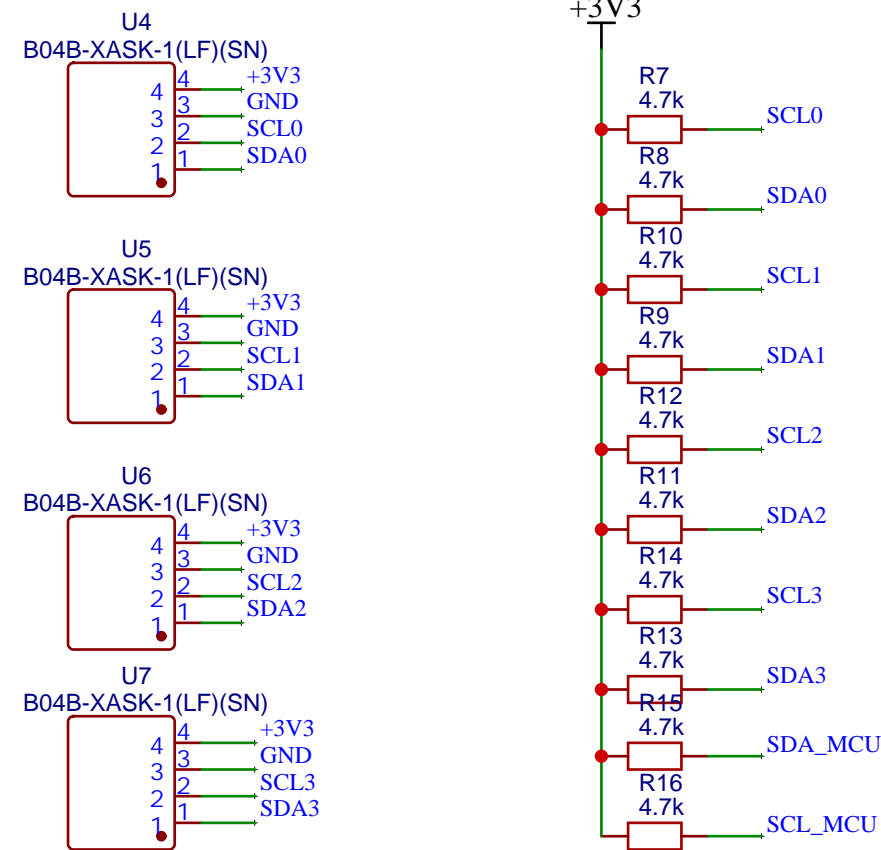 U4
B04B-XASK-1(LF)(SN)
4 4 +3V3
3 3 GND
2 2 SCL0
1 1 SDA0
U5
B04B-XASK-1(LF)(SN)
4 4 +3V3
3 3 GND
2 2 SCL1
1 1 SDA1
U6
B04B-XASK-1(LF)(SN)
4 4 +3V3
3 3 GND
2 2 SCL2
1 1 SDA2
U7
B04B-XASK-1(LF)(SN)
4 4 +3V3
3 3 GND
2 2 SCL3
1 1 SDA3
+3V3
R7
4.7k
SCL0
R8
4.7k
SDA0
R10
4.7k
SCL1
R9
4.7k
SDA1
R12
4.7k
SCL2
R11
4.7k
SDA2
R14
4.7k
SCL3
R13
4.7k
SDA3
R15
4.7k
SDA_MCU
R16
4.7k
SCL_MCU